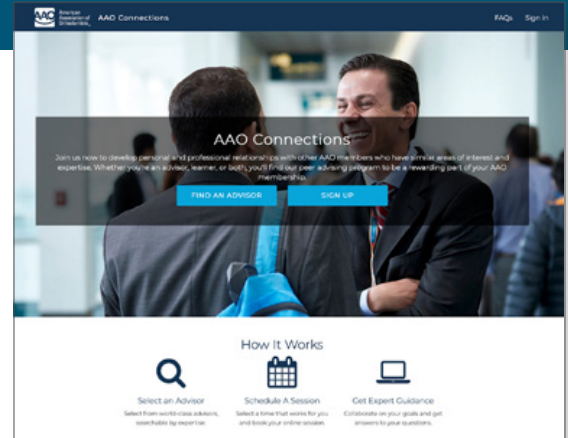 AAO
American
Association of
Orthodontists
AAO Connections
FAQs
Sign In
AAO Connections
Join us now to develop personal and professional relationships with other AAO members who have similar areas of interest and
expertise. Whether you're an advisor, learner, or both, you'll find our peer advising program to be a rewarding part of your AAO
membership.
FIND AN ADVISOR
SIGN UP
How It Works
Select an Advisor
Schedule A Session
Get Expert Guidance
Select from world-class advisors,
searchable by expertise.
Select a time that works for you
and book your online session.
Collaborate on your goals and get
answers to your questions.